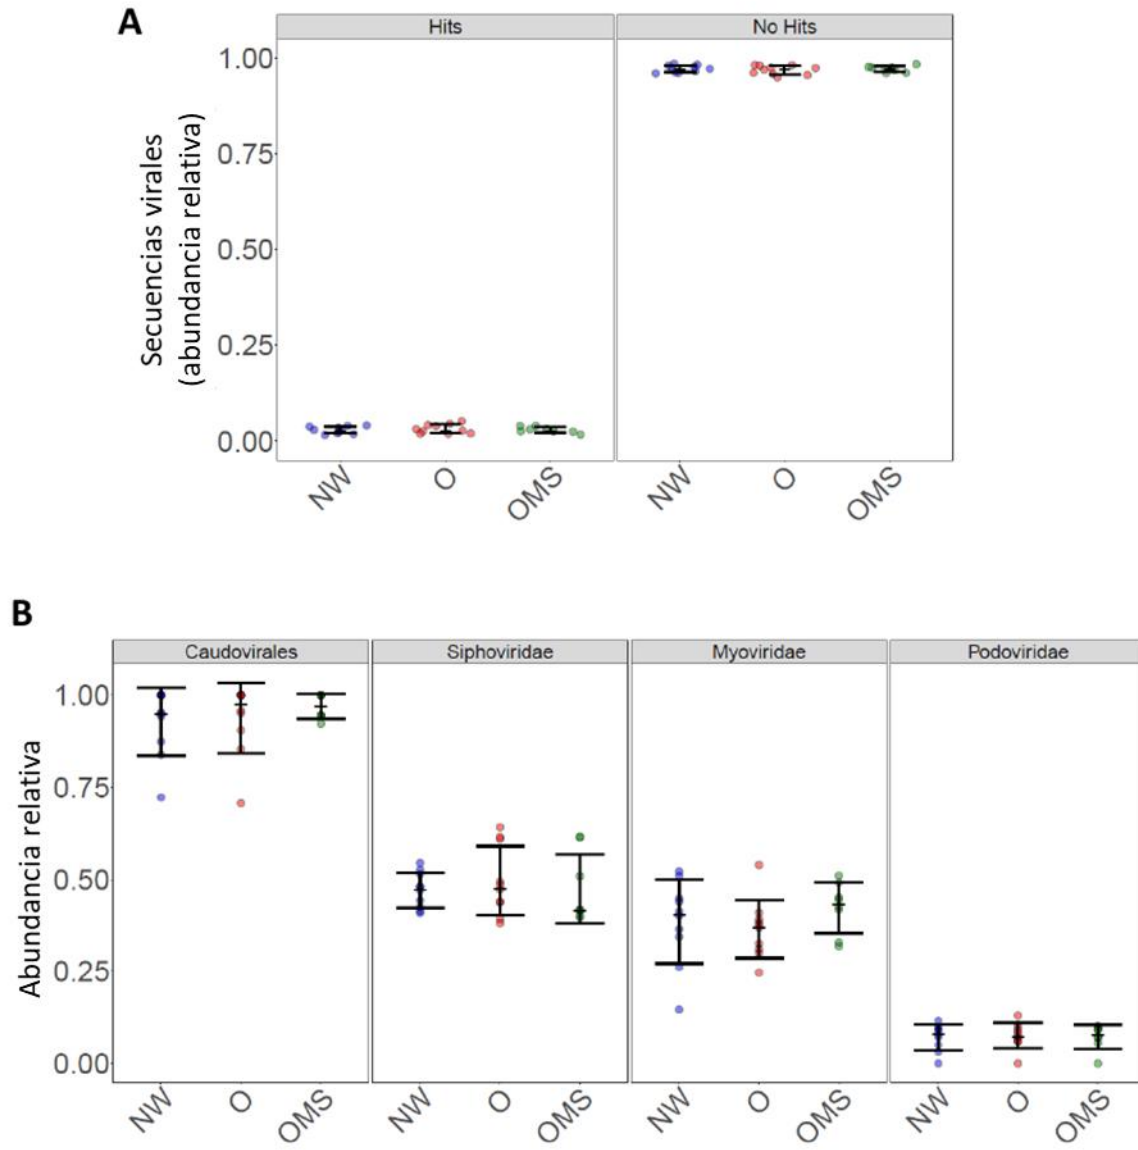 A
Hits
No Hits
Secuencias virales
(abundancia relativa)
1.00
0.75
0.50
0.25
0.00
NW
O
OMS
NW
O
OMS
B
Caudovirales
Siphoviridae
Myoviridae
Podoviridae
Abundancia relativa
1.00
0.75
0.50
0.25
0.00
NW
O
OMS
NW
O
OMS
NW
O
OMS
NW
O
OMS